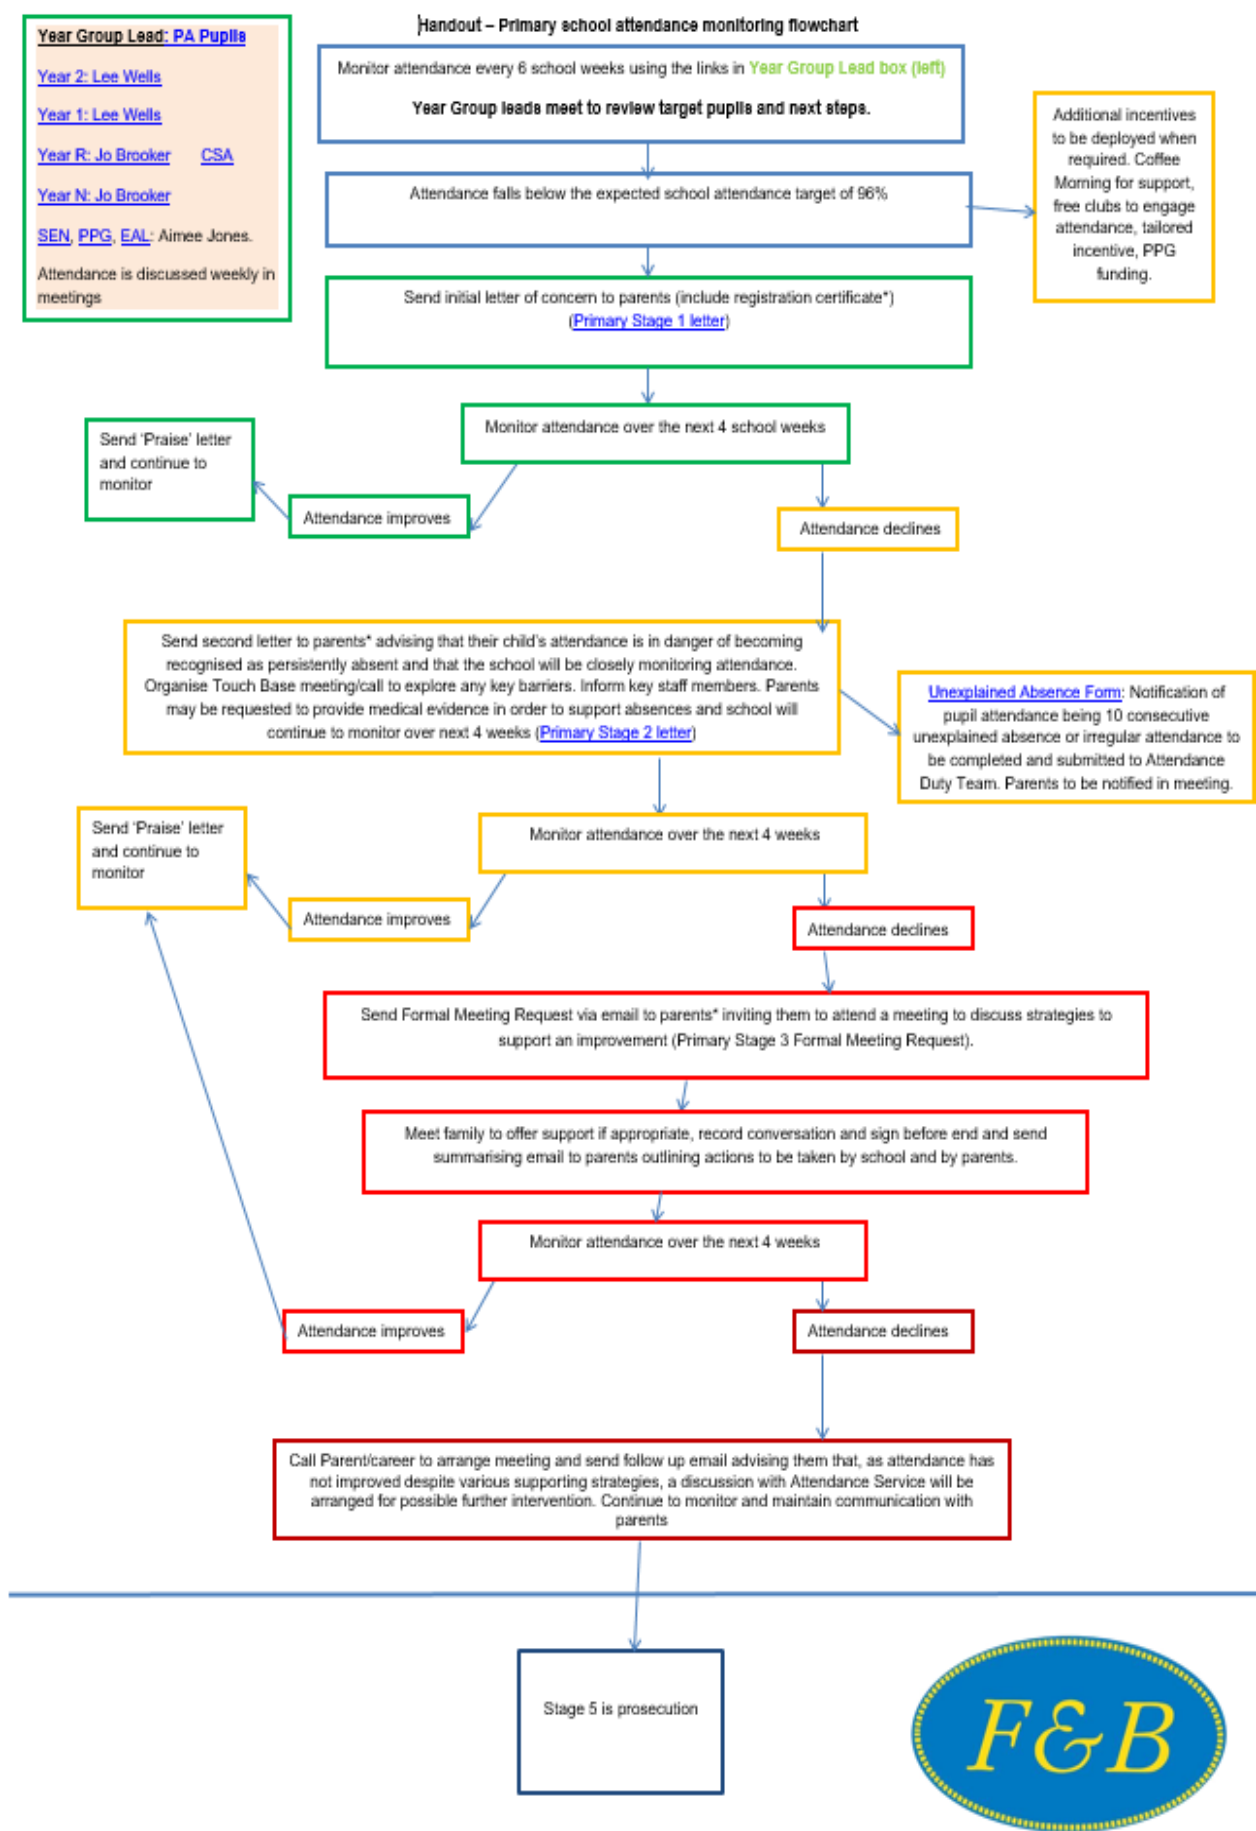 Handout – Primary school attendance monitoring flowchart
Year Group Lead: PA Pupils
Year 2: Lee Wells
Year 1: Lee Wells
Year R: Jo Brooker CSA
Year N: Jo Brooker
SEN, PPG, EAL: Aimee Jones.
Attendance is discussed weekly in
meetings
Monitor attendance every 6 school weeks using the links in Year Group Lead box (left)
Year Group leads meet to review target pupils and next steps.
Attendance falls below the expected school attendance target of 96%
Additional incentives
to be deployed when
required. Coffee
Morning for support,
free clubs to engage
attendance, tailored
incentive, PPG
funding.
Send initial letter of concern to parents (include registration certificate*)
(Primary Stage 1 letter)
Monitor attendance over the next 4 school weeks
Send 'Praise' letter
and continue to
monitor
Attendance improves
Attendance declines
Send second letter to parents* advising that their child's attendance is in danger of becoming
recognised as persistently absent and that the school will be closely monitoring attendance.
Organise Touch Base meeting/call to explore any key barriers. Inform key staff members. Parents
may be requested to provide medical evidence in order to support absences and school will
continue to monitor over next 4 weeks (Primary Stage 2 letter)
Unexplained Absence Form: Notification of
pupil attendance being 10 consecutive
unexplained absence or irregular attendance to
be completed and submitted to Attendance
Duty Team. Parents to be notified in meeting.
Monitor attendance over the next 4 weeks
Send 'Praise' letter
and continue to
monitor
Attendance improves
Attendance declines
Send Formal Meeting Request via email to parents* inviting them to attend a meeting to discuss strategies to
support an improvement (Primary Stage 3 Formal Meeting Request).
Meet family to offer support if appropriate, record conversation and sign before end and send
summarising email to parents outlining actions to be taken by school and by parents.
Monitor attendance over the next 4 weeks
Attendance improves
Attendance declines
Call Parent/career to arrange meeting and send follow up email advising them that, as attendance has
not improved despite various supporting strategies, a discussion with Attendance Service will be
arranged for possible further intervention. Continue to monitor and maintain communication with
parents
Stage 5 is prosecution
F&B